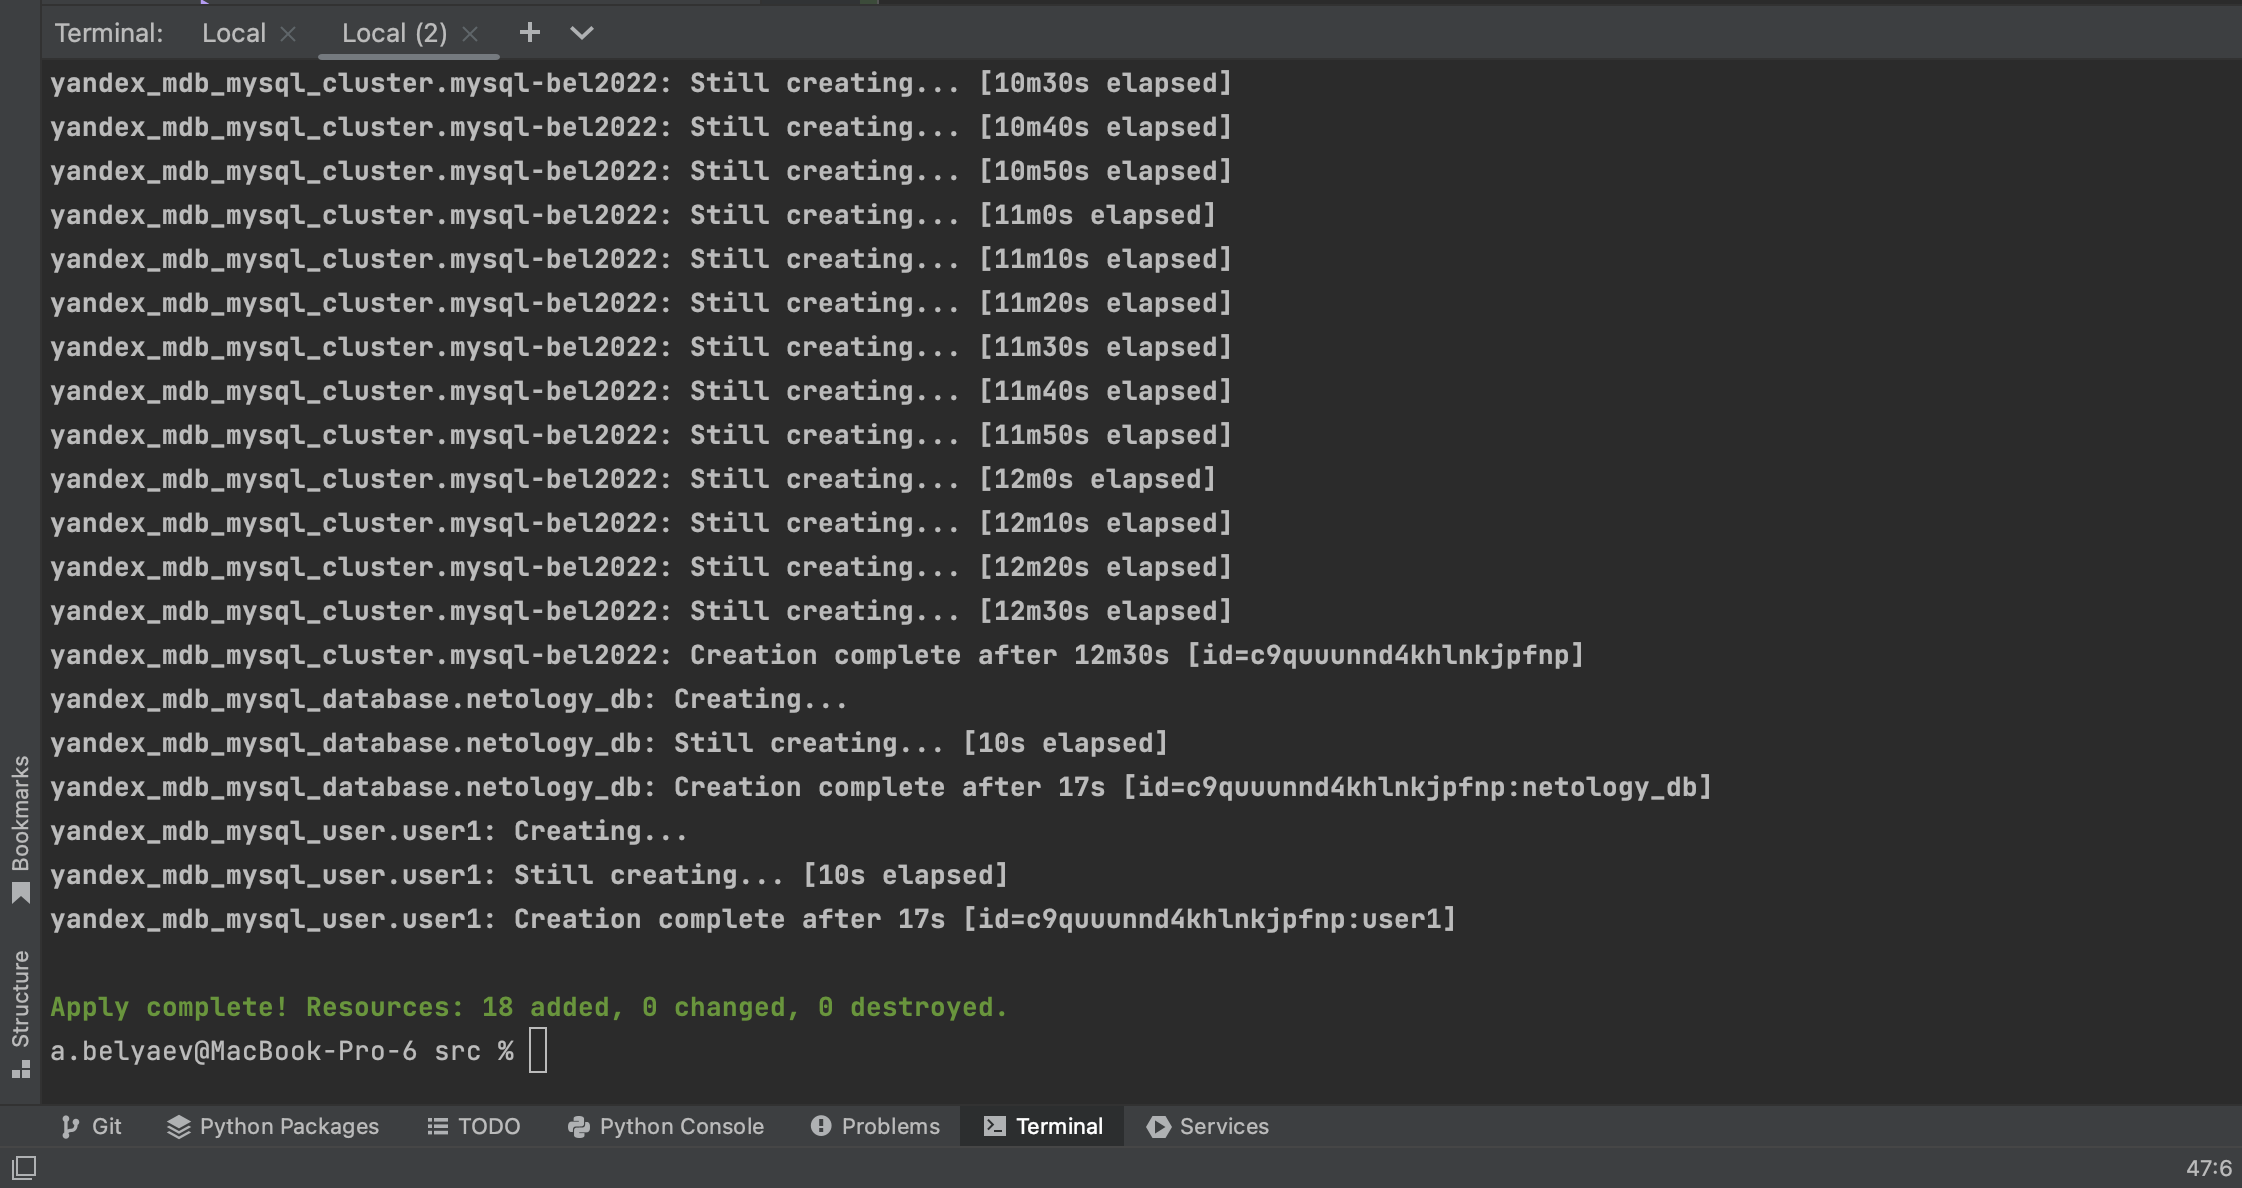 Terminal: Local Local (2)
yandex_mdb_mysql_cluster.mysql-bel2022: Still creating... [10m30s elapsed]
yandex_mdb_mysql_cluster.mysql-bel2022: Still creating... [10m40s elapsed]
yandex_mdb_mysql_cluster.mysql-bel2022: Still creating... [10m50s elapsed]
yandex_mdb_mysql_cluster.mysql-bel2022: Still creating... [11m0s elapsed]
yandex_mdb_mysql_cluster.mysql-bel2022: Still creating... [11m10s elapsed]
yandex_mdb_mysql_cluster.mysql-bel2022: Still creating... [11m20s elapsed]
yandex_mdb_mysql_cluster.mysql-bel2022: Still creating... [11m30s elapsed]
yandex_mdb_mysql_cluster.mysql-bel2022: Still creating... [11m40s elapsed]
yandex_mdb_mysql_cluster.mysql-bel2022: Still creating... [11m50s elapsed]
yandex_mdb_mysql_cluster.mysql-bel2022: Still creating... [12m0s elapsed]
yandex_mdb_mysql_cluster.mysql-bel2022: Still creating... [12m10s elapsed]
yandex_mdb_mysql_cluster.mysql-bel2022: Still creating... [12m20s elapsed]
yandex_mdb_mysql_cluster.mysql-bel2022: Still creating... [12m30s elapsed]
yandex_mdb_mysql_cluster.mysql-bel2022: Creation complete after 12m30s [id=c9quuunnd4khlnkjpfnp]
yandex_mdb_mysql_database.netology_db: Creating...
yandex_mdb_mysql_database.netology_db: Still creating... [10s elapsed]
yandex_mdb_mysql_database.netology_db: Creation complete after 17s [id=c9quuunnd4khlnkjpfnp:netology_db]
yandex_mdb_mysql_user.user1: Creating...
yandex_mdb_mysql_user.user1: Still creating... [10s elapsed]
yandex_mdb_mysql_user.user1: Creation complete after 17s [id=c9quuunnd4khlnkjpfnp:user1]
Apply complete! Resources: 18 added, 0 changed, 0 destroyed.
a.belyaev@MacBook-Pro-6 src %
Bookmarks
Structure
Git Python Packages TODO Python Console Problems Terminal Services
47:6